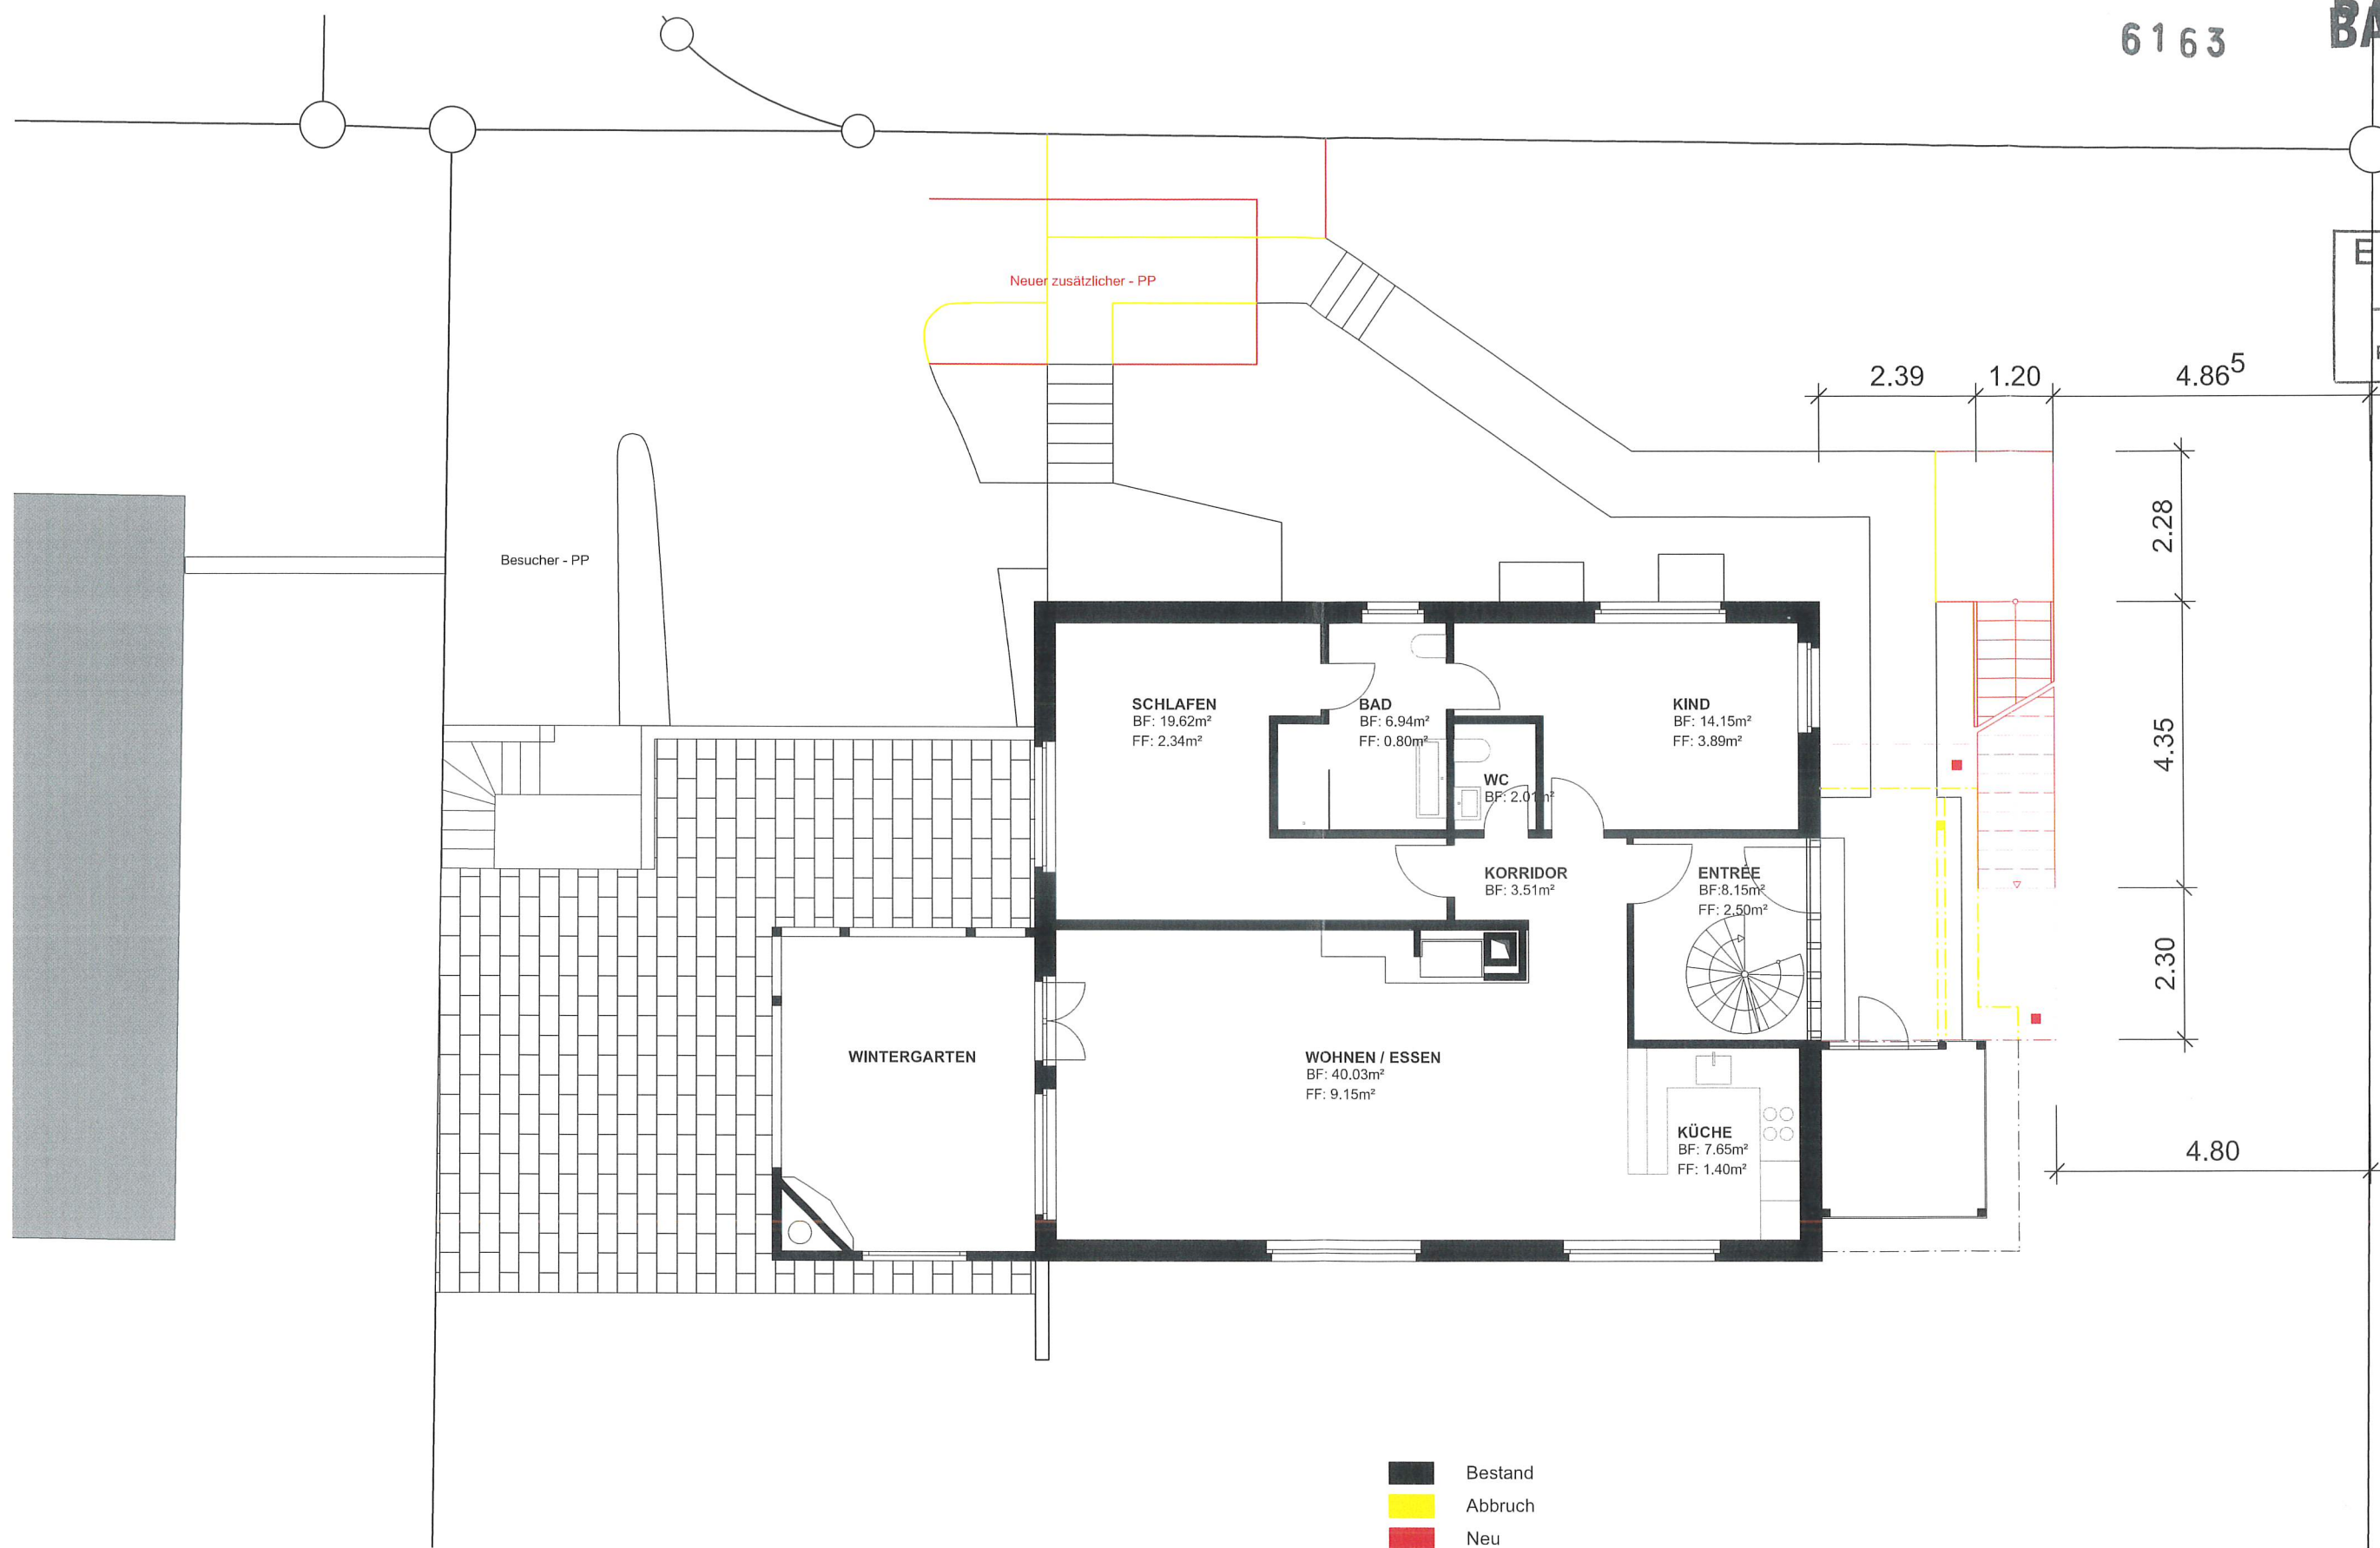 6163
BA
E
Neuer zusätzlicher - PP
2.39
1.20
4.86⁵
2.28
Besucher - PP
4.35
SCHLAFEN
BF: 19.62m²
FF: 2.34m²
BAD
BF: 6.94m²
FF: 0.80m²
KIND
BF: 14.15m²
FF: 3.89m²
WC
BF: 2.01m²
KORRIDOR
BF: 3.51m²
ENTRÉE
BF:8.15m²
FF: 2.50m²
2.30
WINTERGARTEN
WOHNEN / ESSEN
BF: 40.03m²
FF: 9.15m²
KÜCHE
BF: 7.65m²
FF: 1.40m²
4.80
Bestand
Abbruch
Neu